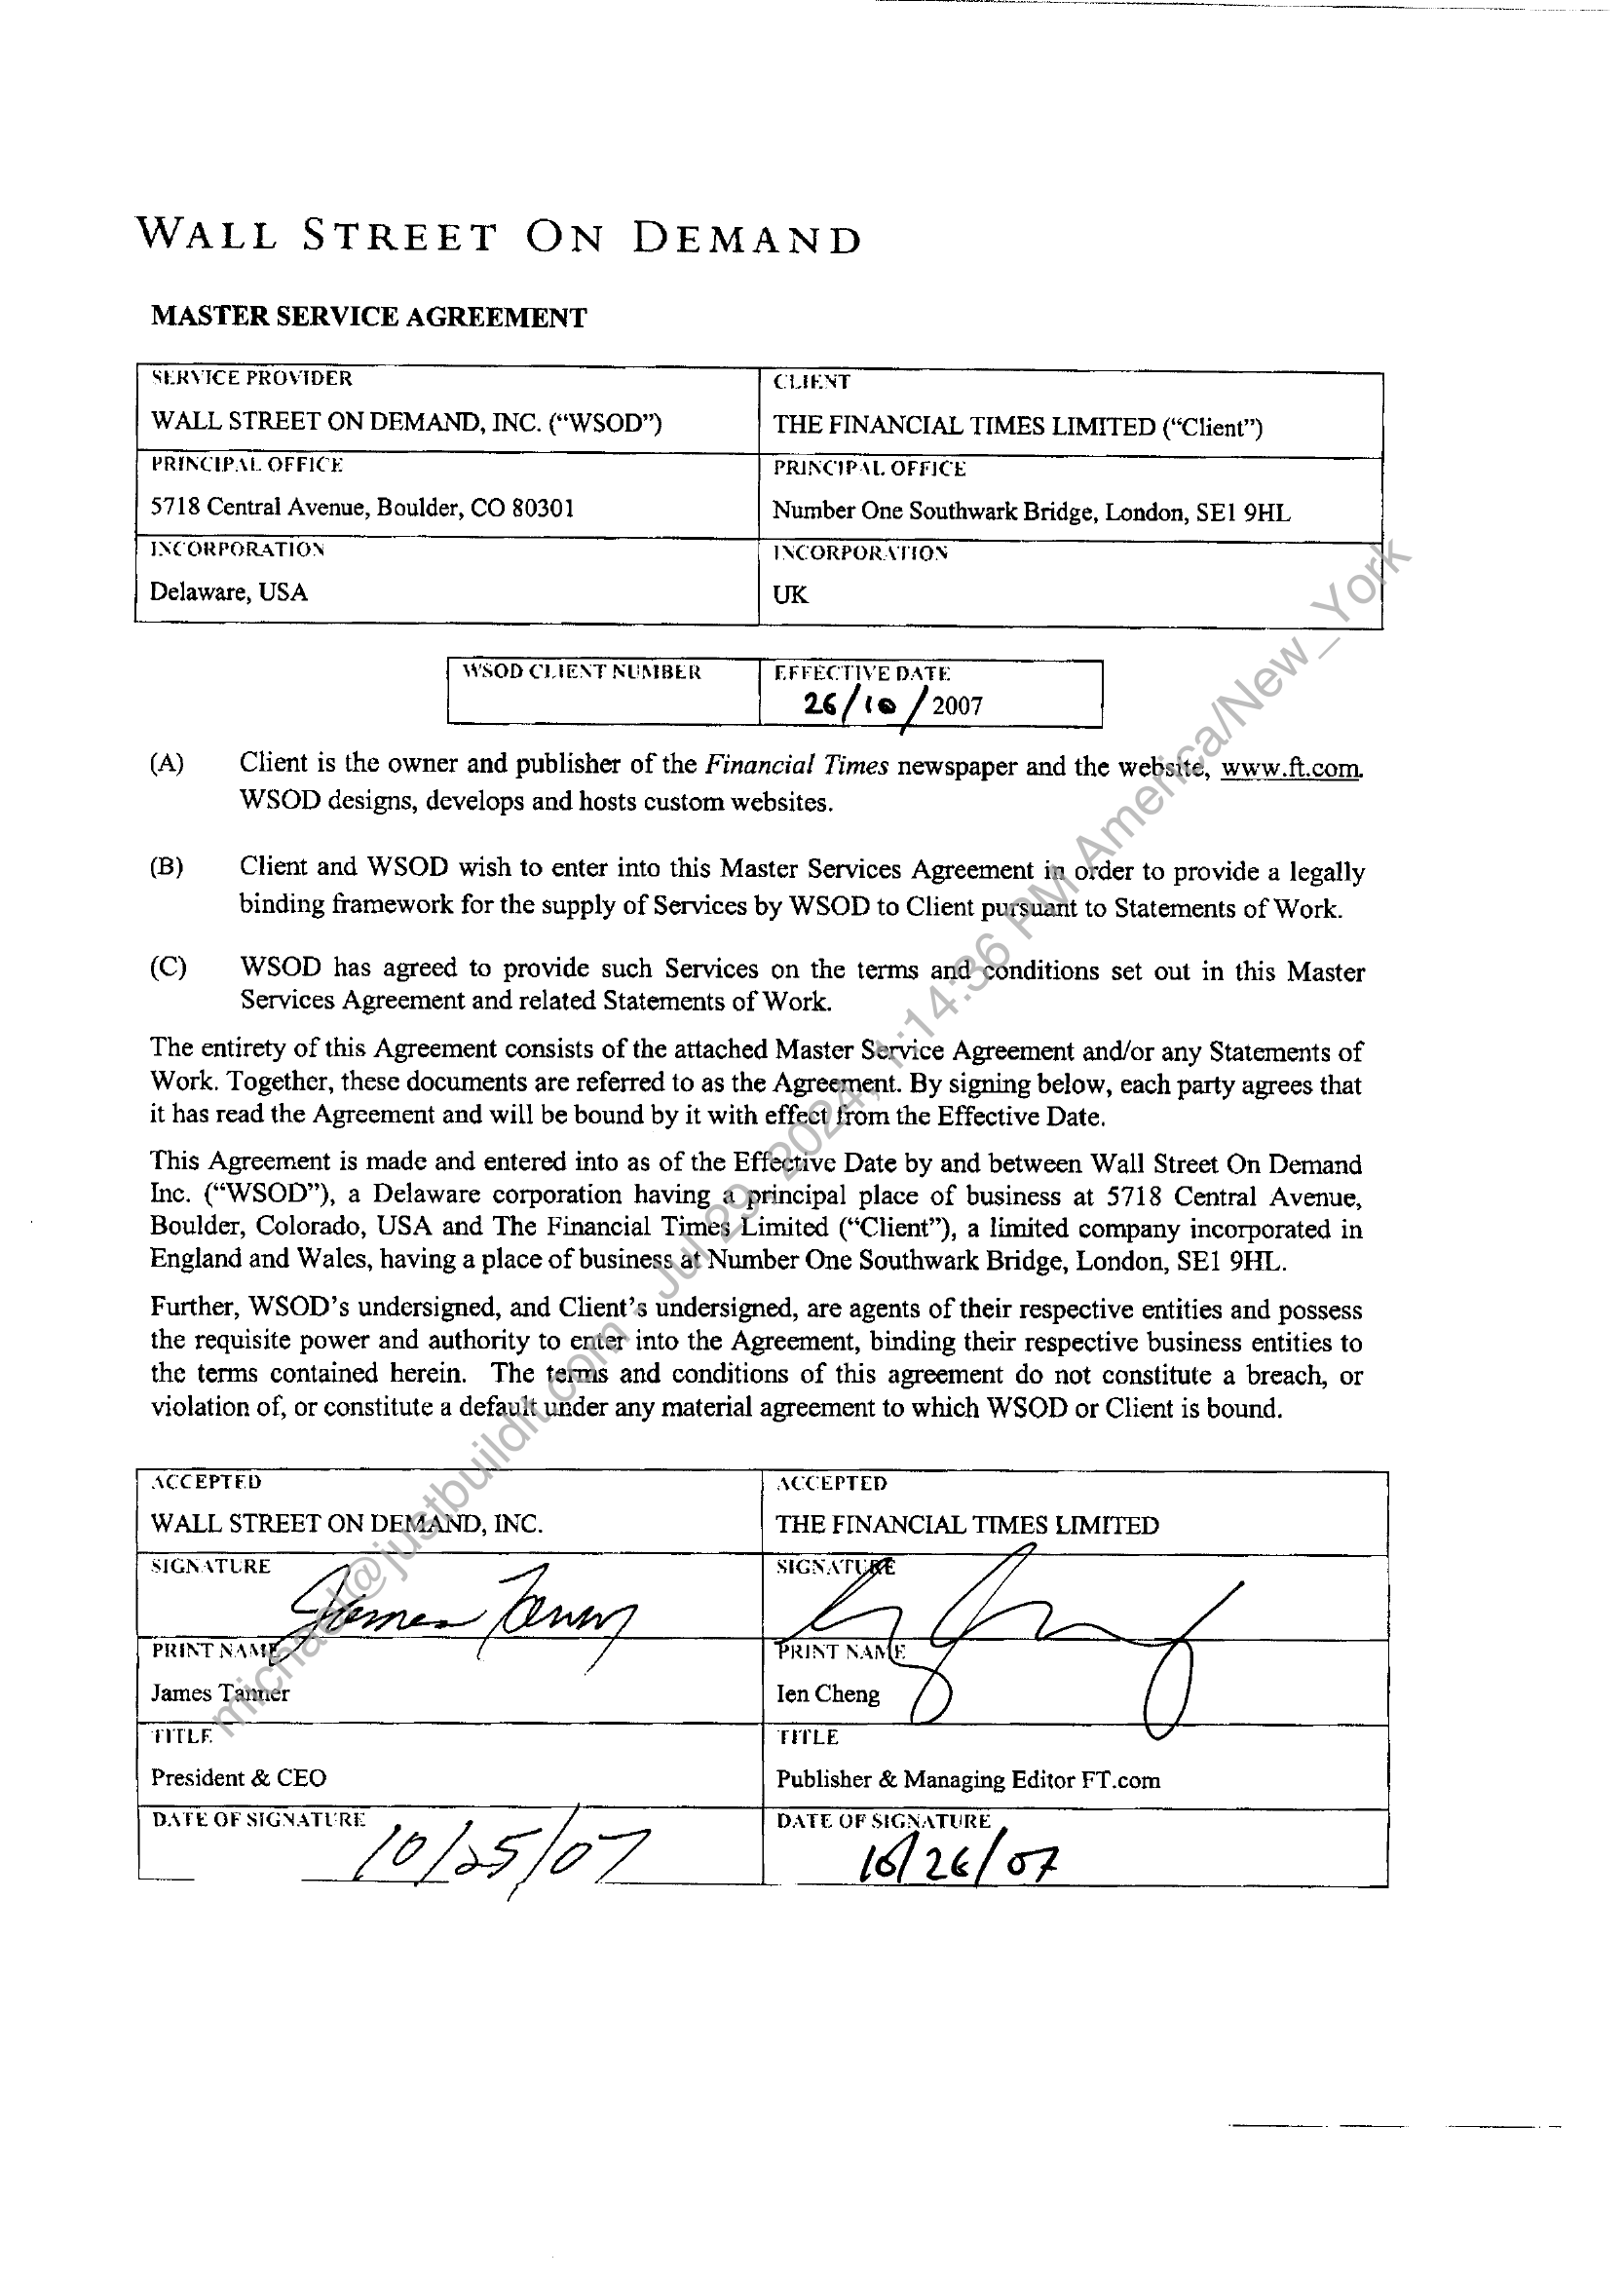 WALL STREET ON DEMAND
MASTER SERVICE AGREEMENT
SERVICE PROVIDER
WALL STREET ON DEMAND, INC. ("WSOD")
CLIENT
THE FINANCIAL TIMES LIMITED ("Client")
PRINCIPAL OFFICE
5718 Central Avenue, Boulder, CO 80301
PRINCIPAL OFFICE
Number One Southwark Bridge, London, SE1 9HL
INCORPORATION
Delaware, USA
INCORPORATION
UK
WSOD CLIENT NUMBER
EFFECTIVE DATE
26/10/2007
(A) Client is the owner and publisher of the Financial Times newspaper and the website, www.ft.com.
WSOD designs, develops and hosts custom websites.
(B) Client and WSOD wish to enter into this Master Services Agreement in order to provide a legally
binding framework for the supply of Services by WSOD to Client pursuant to Statements of Work.
(C) WSOD has agreed to provide such Services on the terms and conditions set out in this Master
Services Agreement and related Statements of Work.
The entirety of this Agreement consists of the attached Master Service Agreement and/or any Statements of
Work. Together, these documents are referred to as the Agreement. By signing below, each party agrees that
it has read the Agreement and will be bound by it with effect from the Effective Date.
This Agreement is made and entered into as of the Effective Date by and between Wall Street On Demand
Inc. ("WSOD"), a Delaware corporation having a principal place of business at 5718 Central Avenue,
Boulder, Colorado, USA and The Financial Times Limited ("Client"), a limited company incorporated in
England and Wales, having a place of business at Number One Southwark Bridge, London, SE1 9HL.
Further, WSOD's undersigned, and Client's undersigned, are agents of their respective entities and possess
the requisite power and authority to enter into the Agreement, binding their respective business entities to
the terms contained herein. The terms and conditions of this agreement do not constitute a breach, or
violation of, or constitute a default under any material agreement to which WSOD or Client is bound.
ACCEPTED
WALL STREET ON DEMAND, INC.
ACCEPTED
THE FINANCIAL TIMES LIMITED
SIGNATURE
James Tanner
SIGNATURE
PRINT NAME
James Tanner
PRINT NAME
Ien Cheng
TITLE
President & CEO
TITLE
Publisher & Managing Editor FT.com
DATE OF SIGNATURE
10/25/07
DATE OF SIGNATURE
10/26/07
michael@justbuildit.com - Jul 29, 2024, 1:14:36 PM America/New_York